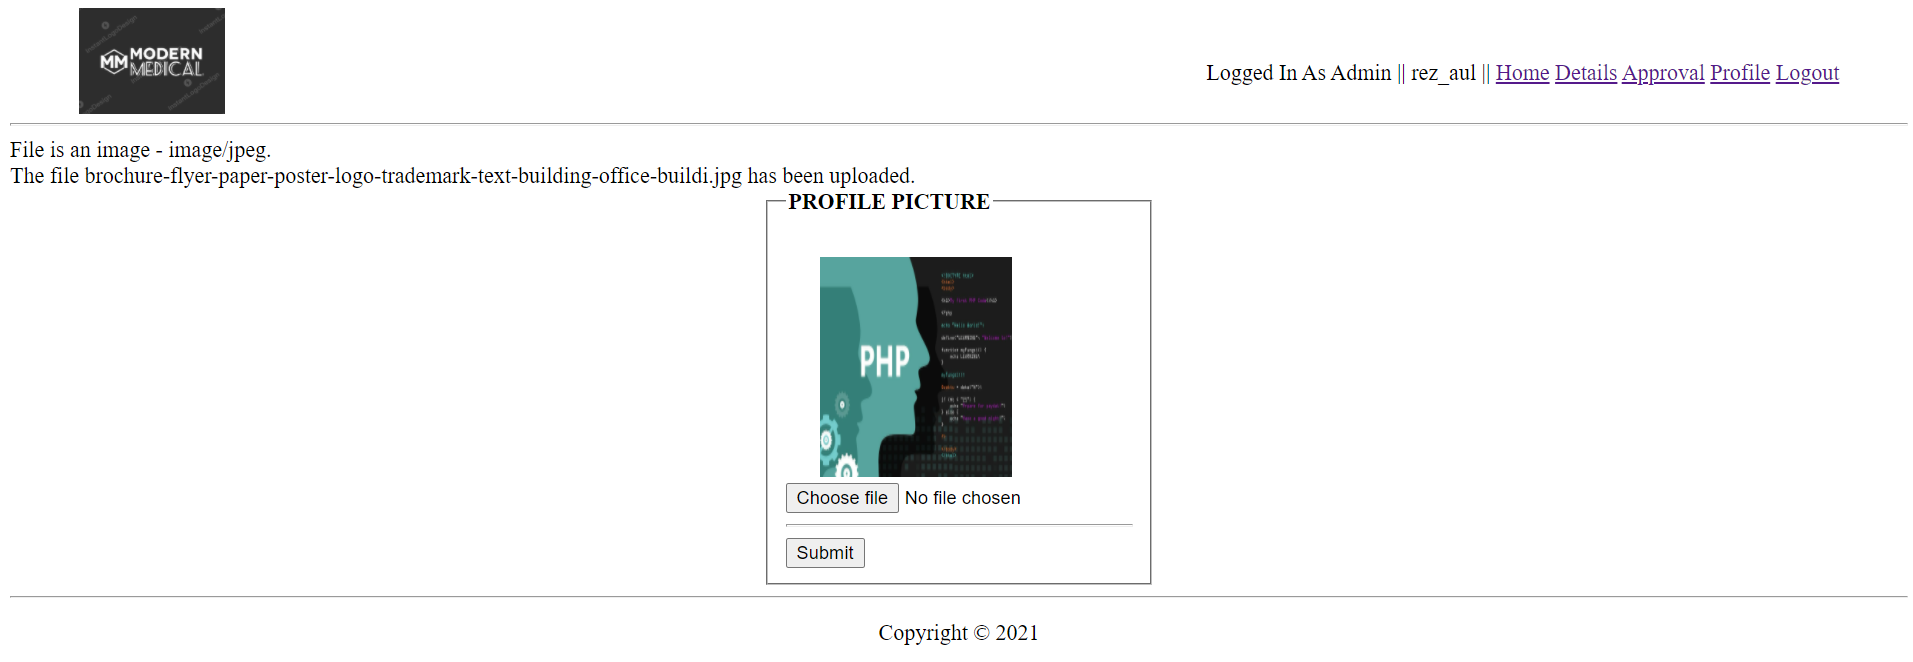 MM MODERN
MEDICAL
Logged In As Admin || rez_aul || Home Details Approval Profile Logout
File is an image - image/jpeg.
The file brochure-flyer-paper-poster-logo-trademark-text-building-office-buildi.jpg has been uploaded.
PROFILE PICTURE
PHP
Choose file No file chosen
Submit
Copyright © 2021